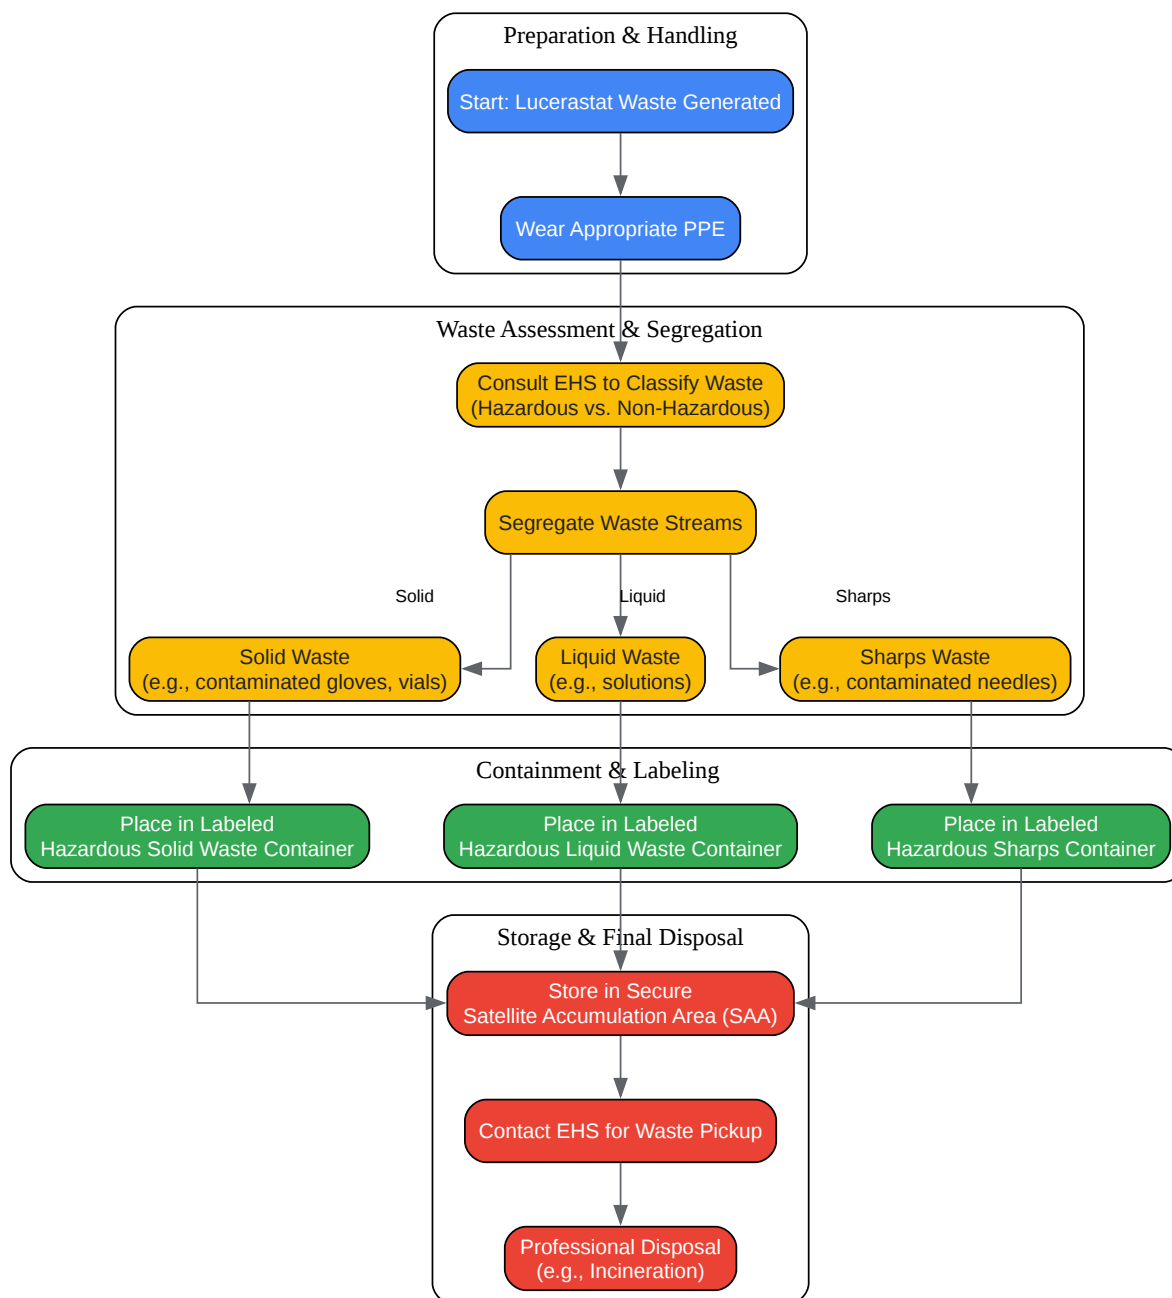 Preparation & Handling
Start: Lucerastat Waste Generated
Wear Appropriate PPE
Waste Assessment & Segregation
Consult EHS to Classify Waste
(Hazardous vs. Non-Hazardous)
Segregate Waste Streams
Solid
Liquid
Sharps
Solid Waste
(e.g., contaminated gloves, vials)
Liquid Waste
(e.g., solutions)
Sharps Waste
(e.g., contaminated needles)
Containment & Labeling
Place in Labeled
Hazardous Solid Waste Container
Place in Labeled
Hazardous Liquid Waste Container
Place in Labeled
Hazardous Sharps Container
Storage & Final Disposal
Store in Secure
Satellite Accumulation Area (SAA)
Contact EHS for Waste Pickup
Professional Disposal
(e.g., Incineration)